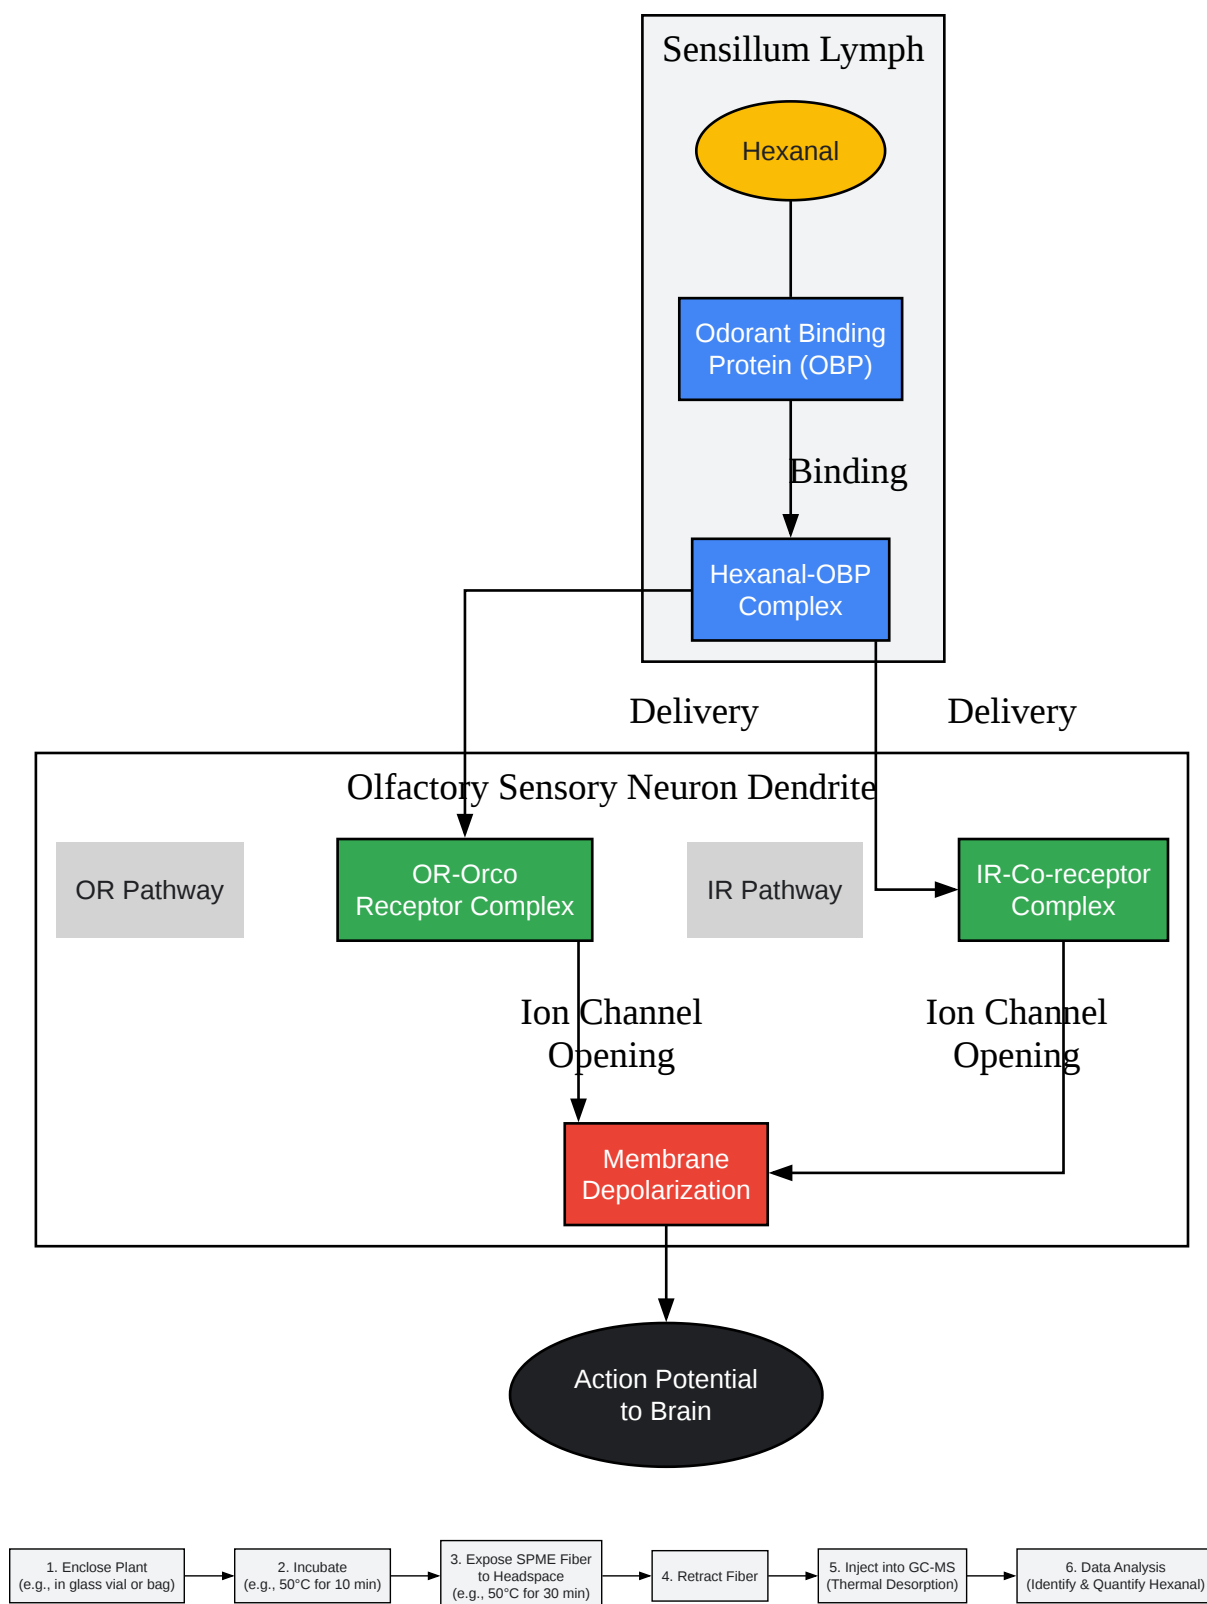 Sensillum Lymph
Hexanal
Odorant Binding
Protein (OBP)
Binding
Hexanal-OBP
Complex
Delivery
Delivery
Olfactory Sensory Neuron Dendrite
OR Pathway
OR-Orco
Receptor Complex
IR Pathway
IR-Co-receptor
Complex
Ion Channel
Opening
Ion Channel
Opening
Membrane
Depolarization
Action Potential
to Brain
1. Enclose Plant
(e.g., in glass vial or bag)
2. Incubate
(e.g., 50°C for 10 min)
3. Expose SPME Fiber
to Headspace
(e.g., 50°C for 30 min)
4. Retract Fiber
5. Inject into GC-MS
(Thermal Desorption)
6. Data Analysis
(Identify & Quantify Hexanal)